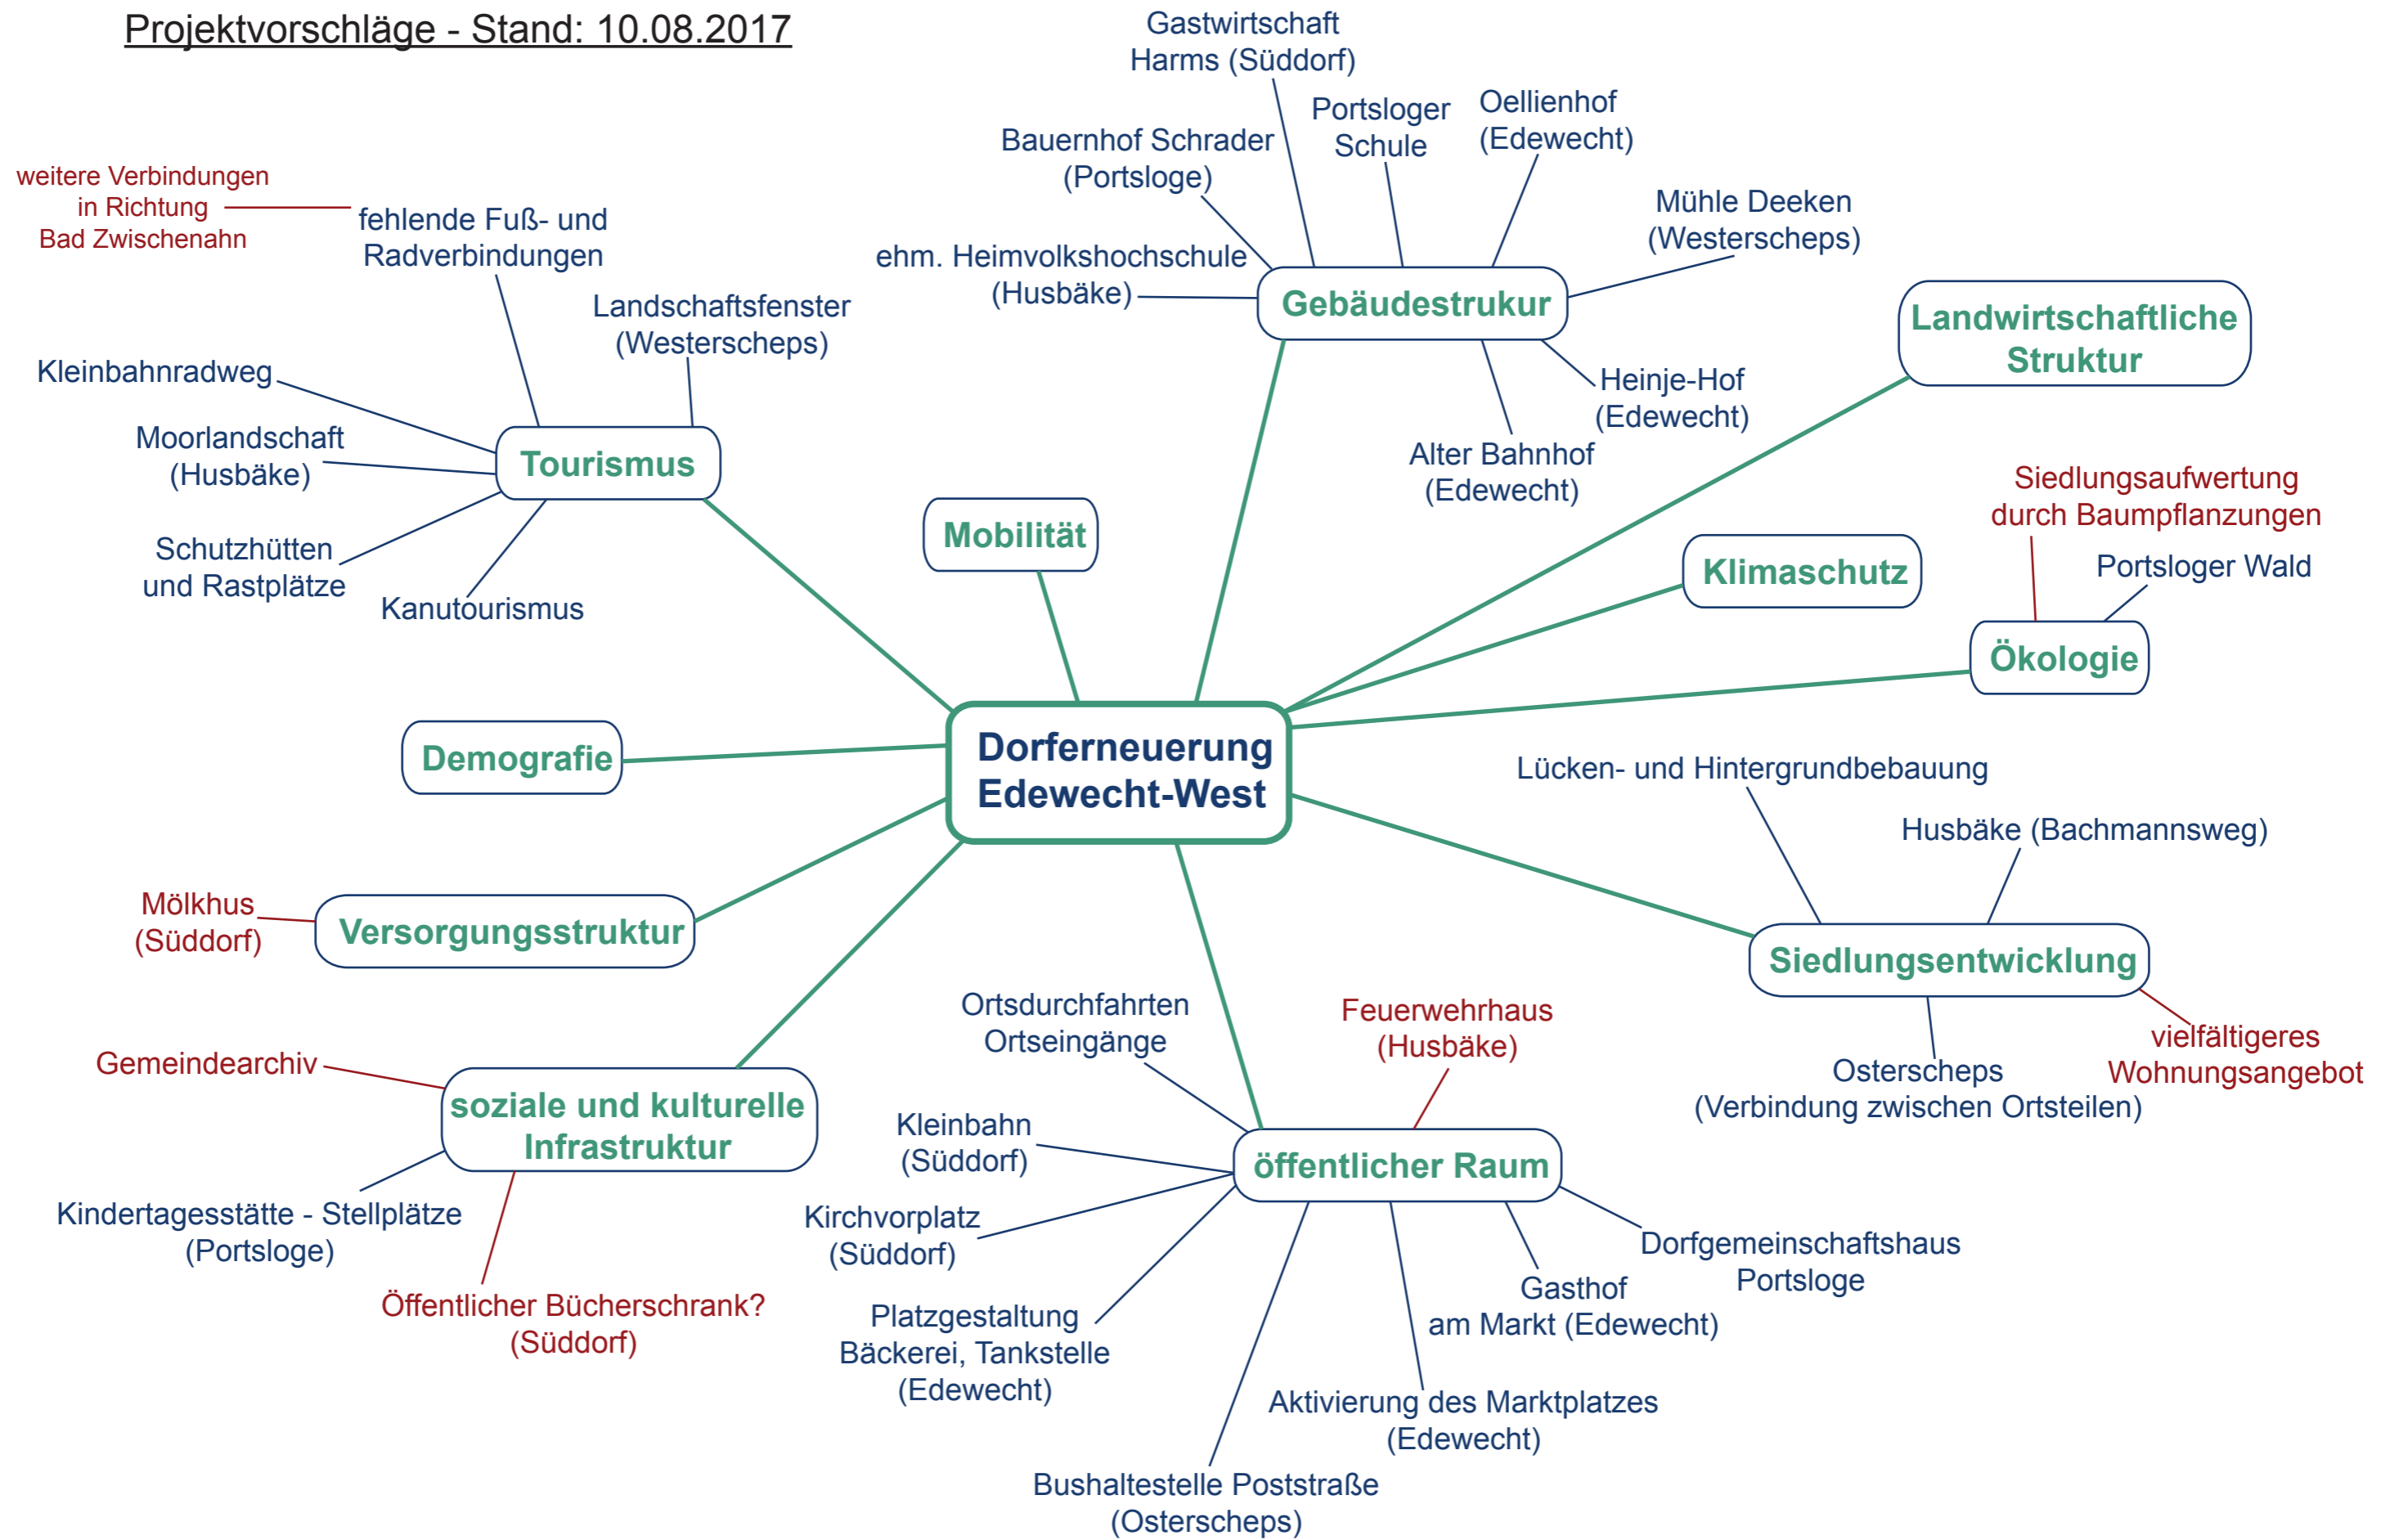 Projektvorschläge - Stand: 10.08.2017
Gastwirtschaft
Harms (Süddorf)
Portsloger
Schule
Oellienhof
(Edewecht)
Bauernhof Schrader
(Portsloge)
Mühle Deeken
(Westerscheps)
ehm. Heimvolkshochschule
(Husbäke)
Gebäudestrukur
Heinje-Hof
(Edewecht)
Alter Bahnhof
(Edewecht)
weitere Verbindungen
in Richtung
Bad Zwischenahn
fehlende Fuß- und
Radverbindungen
Landschaftsfenster
(Westerscheps)
Kleinbahnradweg
Moorlandschaft
(Husbäke)
Tourismus
Schutzhütten
und Rastplätze
Kanutourismus
Mobilität
Landwirtschaftliche
Struktur
Klimaschutz
Siedlungsaufwertung
durch Baumpflanzungen
Portsloger Wald
Ökologie
Dorferneuerung
Edewecht-West
Demografie
Lücken- und Hintergrundbebauung
Husbäke (Bachmannsweg)
Siedlungsentwicklung
Osterscheps
(Verbindung zwischen Ortsteilen)
vielfältigeres
Wohnungsangebot
Mölkhus
(Süddorf)
Versorgungsstruktur
Gemeindearchiv
soziale und kulturelle
Infrastruktur
Kindertagesstätte - Stellplätze
(Portsloge)
Öffentlicher Bücherschrank?
(Süddorf)
Ortsdurchfahrten
Ortseingänge
Feuerwehrhaus
(Husbäke)
Kleinbahn
(Süddorf)
öffentlicher Raum
Kirchvorplatz
(Süddorf)
Dorfgemeinschaftshaus
Portsloge
Platzgestaltung
Bäckerei, Tankstelle
(Edewecht)
Gasthof
am Markt (Edewecht)
Aktivierung des Marktplatzes
(Edewecht)
Bushaltestelle Poststraße
(Osterscheps)